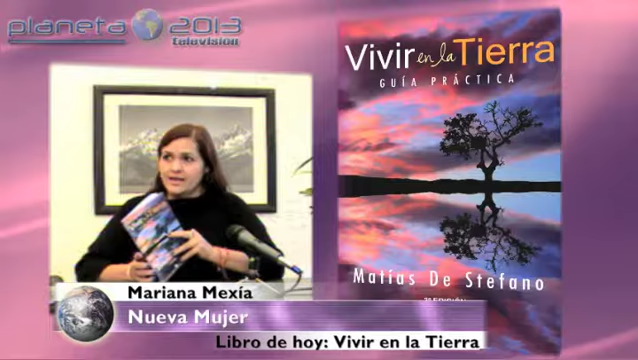 planeta 2013
televisión
Vivir en la Tierra
GUÍA PRÁCTICA
Matías De Stefano
Mariana Mexía
Nueva Mujer
Libro de hoy: Vivir en la Tierra